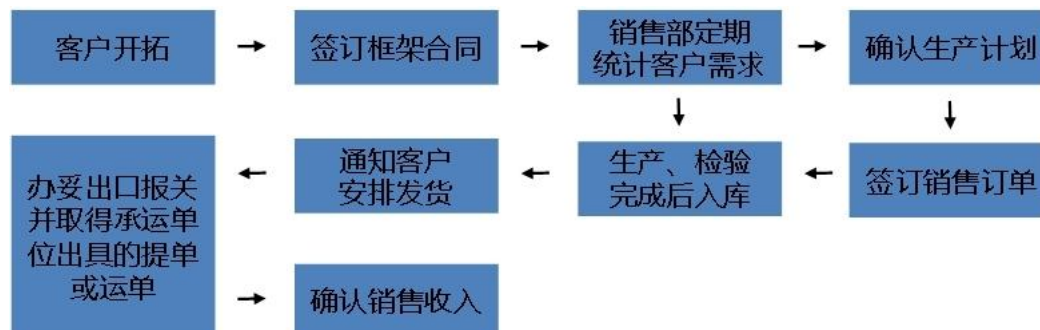 客户开拓
签订框架合同
销售部定期
统计客户需求
确认生产计划
办妥出口报关
并取得承运单
位出具的提单
或运单
通知客户
安排发货
生产、检验
完成后入库
签订销售订单
确认销售收入